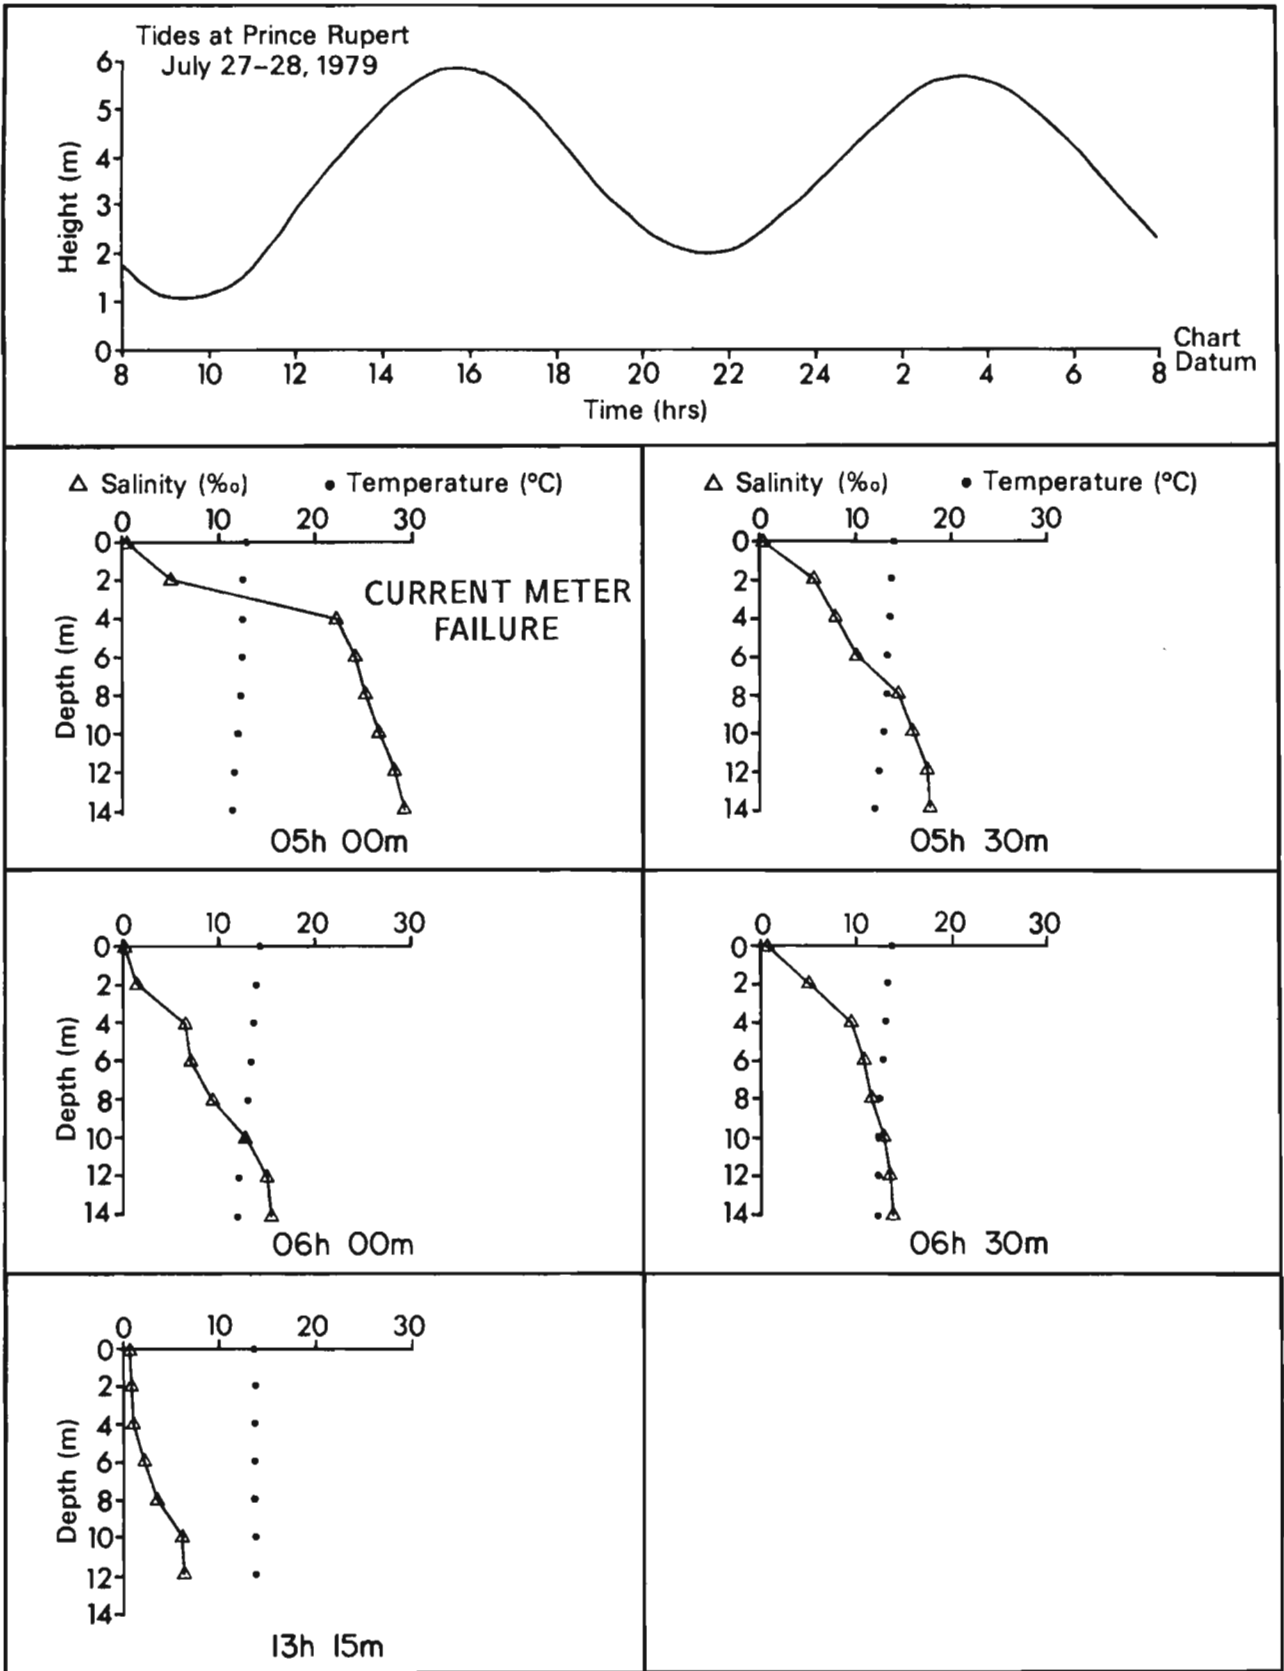 Tides at Prince Rupert
July 27–28, 1979
6
5
4
3
2
1
0
Height (m)
8 10 12 14 16 18 20 22 24 2 4 6 8
Chart
Datum
Time (hrs)
△ Salinity (‰) • Temperature (°C)
0 10 20 30
0
2
4
6
8
10
12
14
Depth (m)
CURRENT METER
FAILURE
05h 00m
△ Salinity (‰) • Temperature (°C)
0 10 20 30
0
2
4
6
8
10
12
14
05h 30m
0 10 20 30
0
2
4
6
8
10
12
14
Depth (m)
06h 00m
0 10 20 30
0
2
4
6
8
10
12
14
06h 30m
0 10 20 30
0
2
4
6
8
10
12
14
Depth (m)
13h 15m